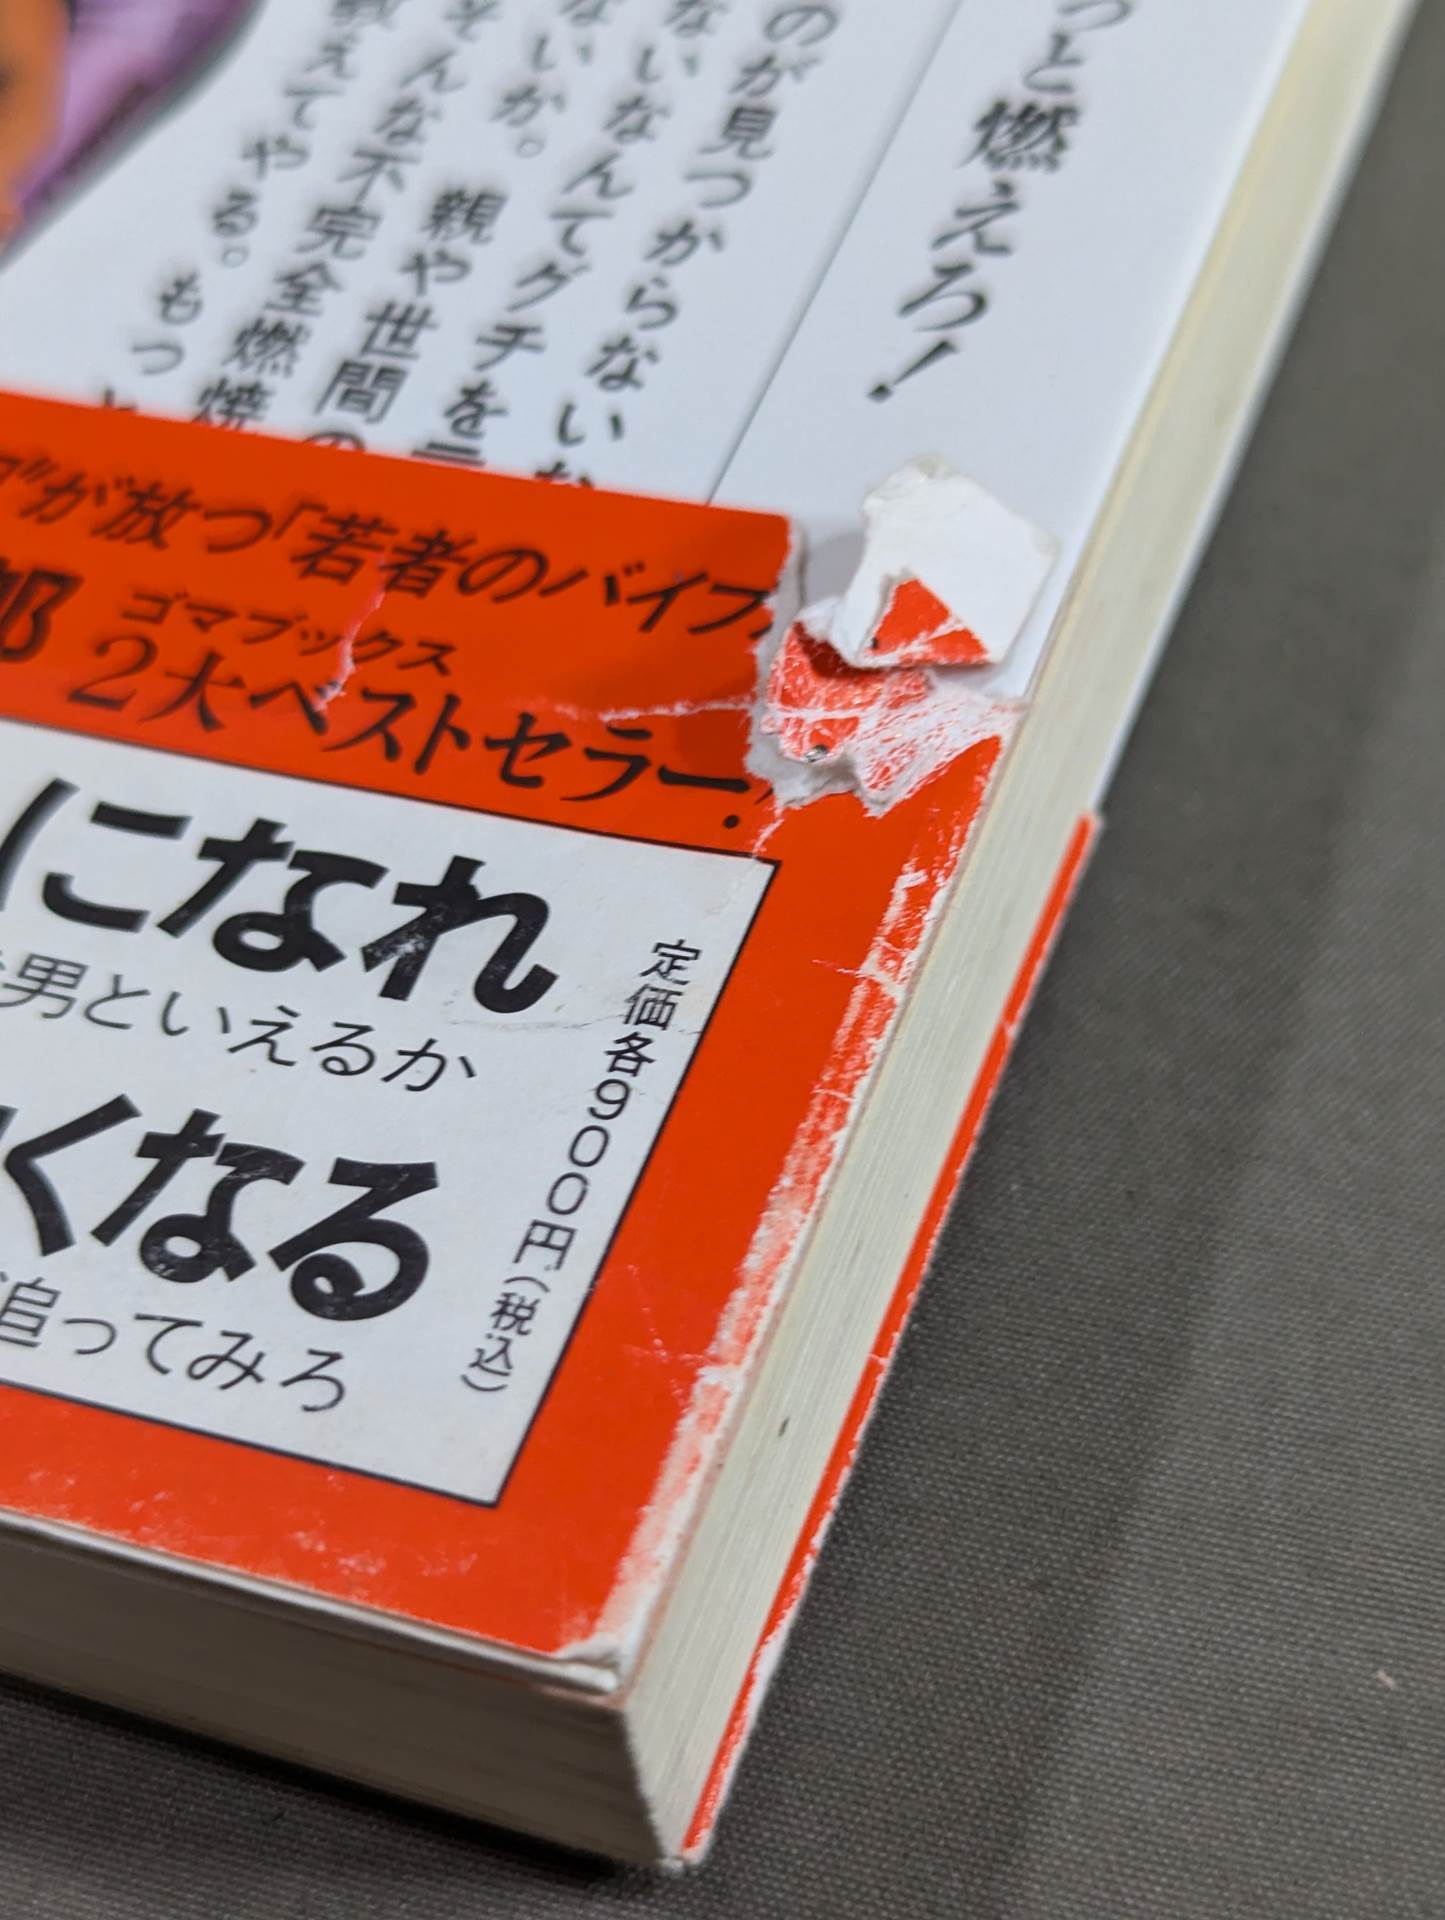 っと燃えろ!
のが見つからない
ないなんてグチを
ないか。親や世間の
そんな不完全燃焼
教えてやる。もっと
が放つ「若者のバイブ
郎 ゴマブックス
2大ベストセラー!
になれ
男といえるか
くなる
追ってみろ
定価各900円(税込)